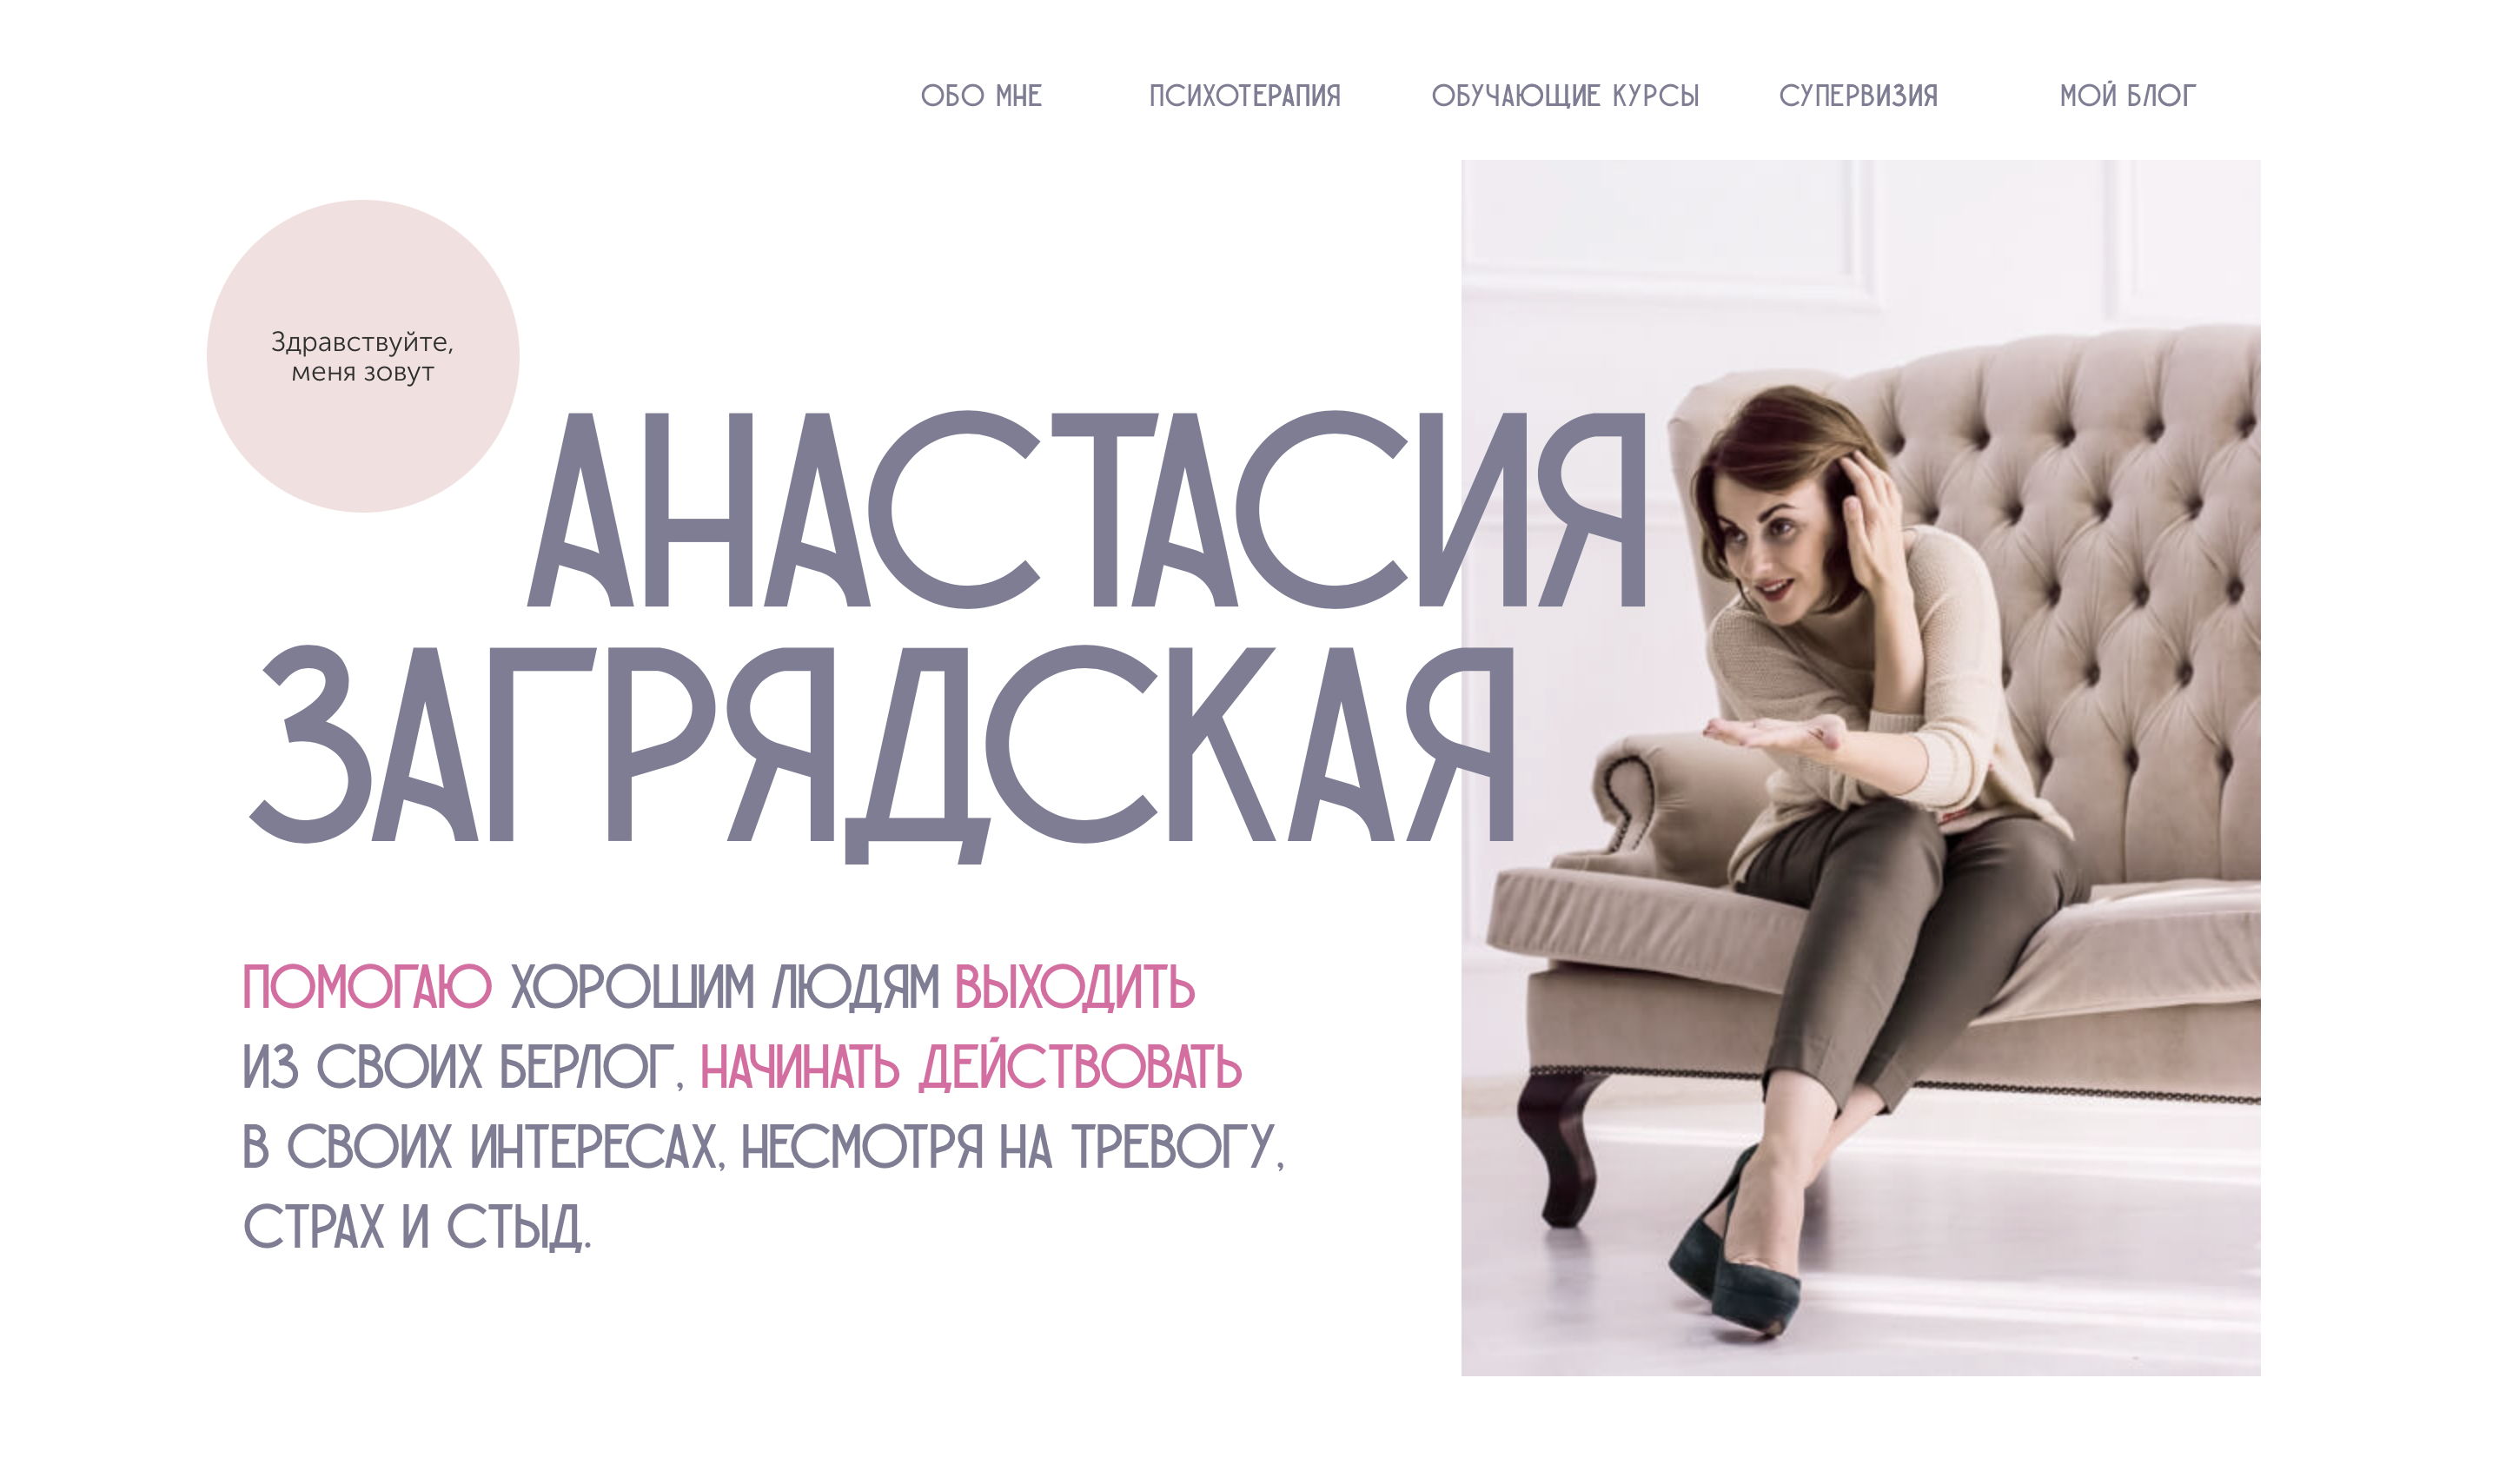 ОБО МНЕ ПСИХОТЕРАПИЯ ОБУЧАЮЩИЕ КУРСЫ СУПЕРВИЗИЯ МОЙ БЛОГ
Здравствуйте,
меня зовут
АНАСТАСИЯ
ЗАГРЯДСКАЯ
ПОМОГАЮ ХОРОШИМ ЛЮДЯМ ВЫХОДИТЬ
ИЗ СВОИХ БЕРЛОГ, НАЧИНАТЬ ДЕЙСТВОВАТЬ
В СВОИХ ИНТЕРЕСАХ, НЕСМОТРЯ НА ТРЕВОГУ,
СТРАХ И СТЫД.